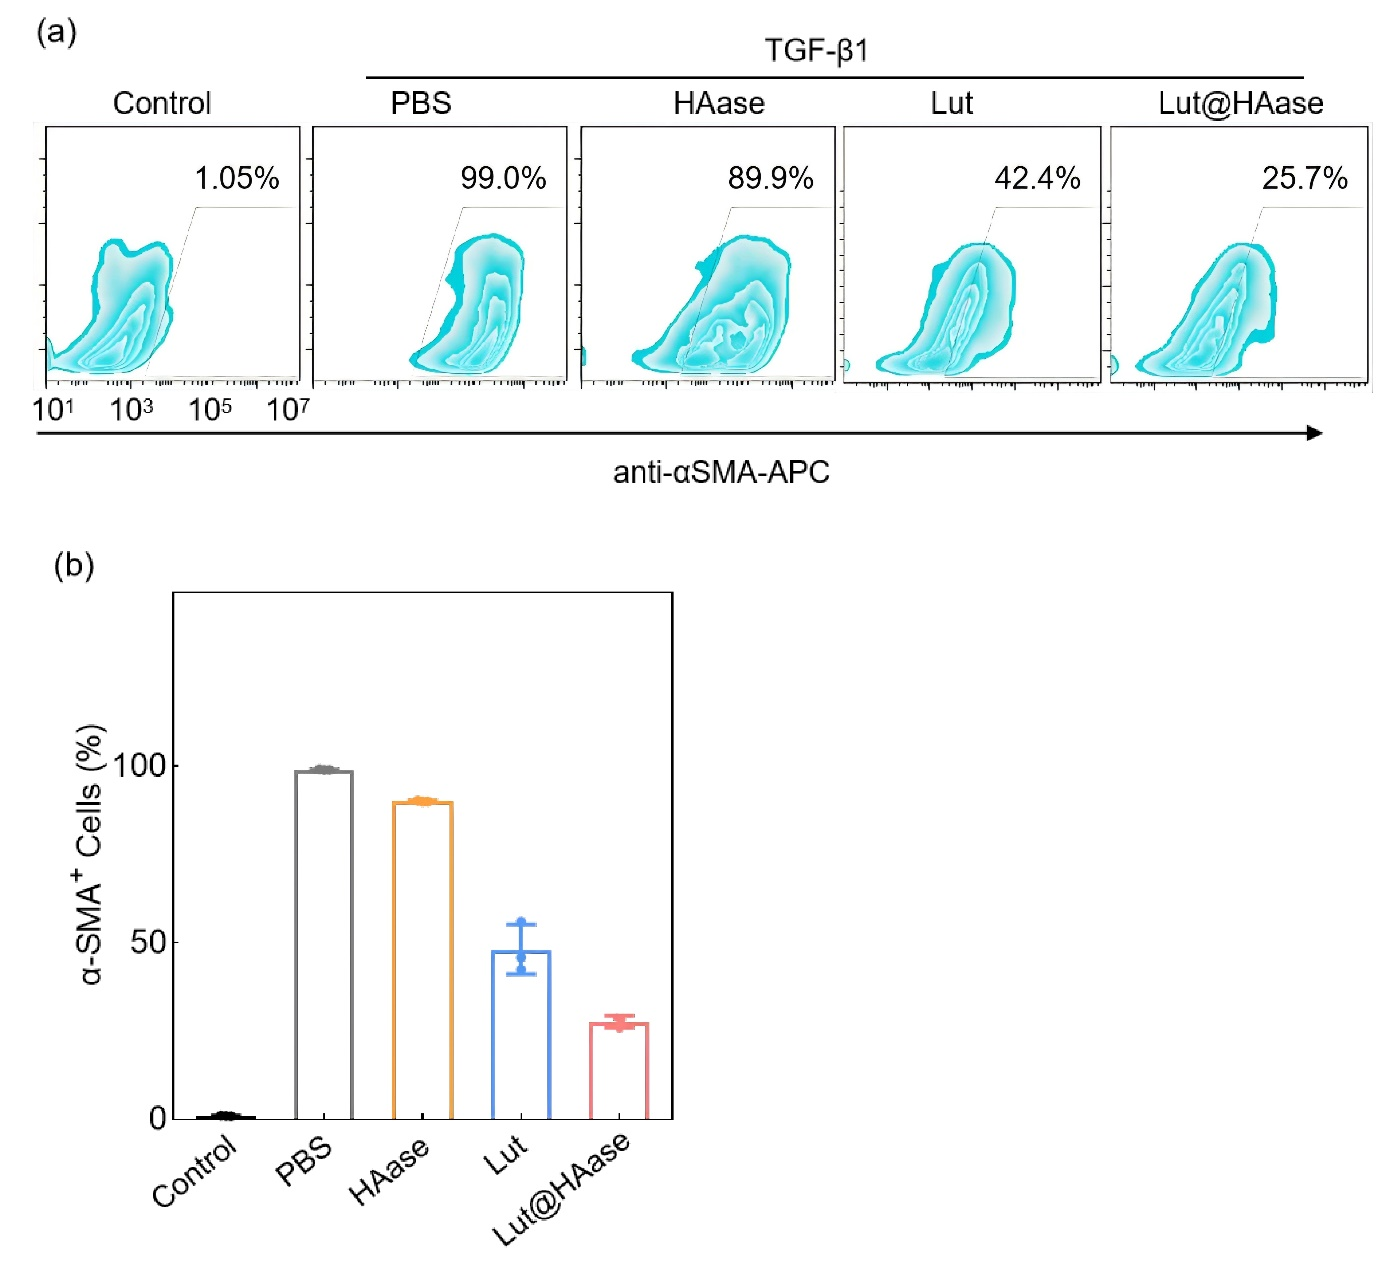 (a)
TGF-β1
Control PBS HAase Lut Lut@HAase
1.05% 99.0% 89.9% 42.4% 25.7%
10¹ 10³ 10⁵ 10⁷
anti-αSMA-APC
(b)
α-SMA⁺ Cells (%)
100
50
0
Control PBS HAase Lut Lut@HAase